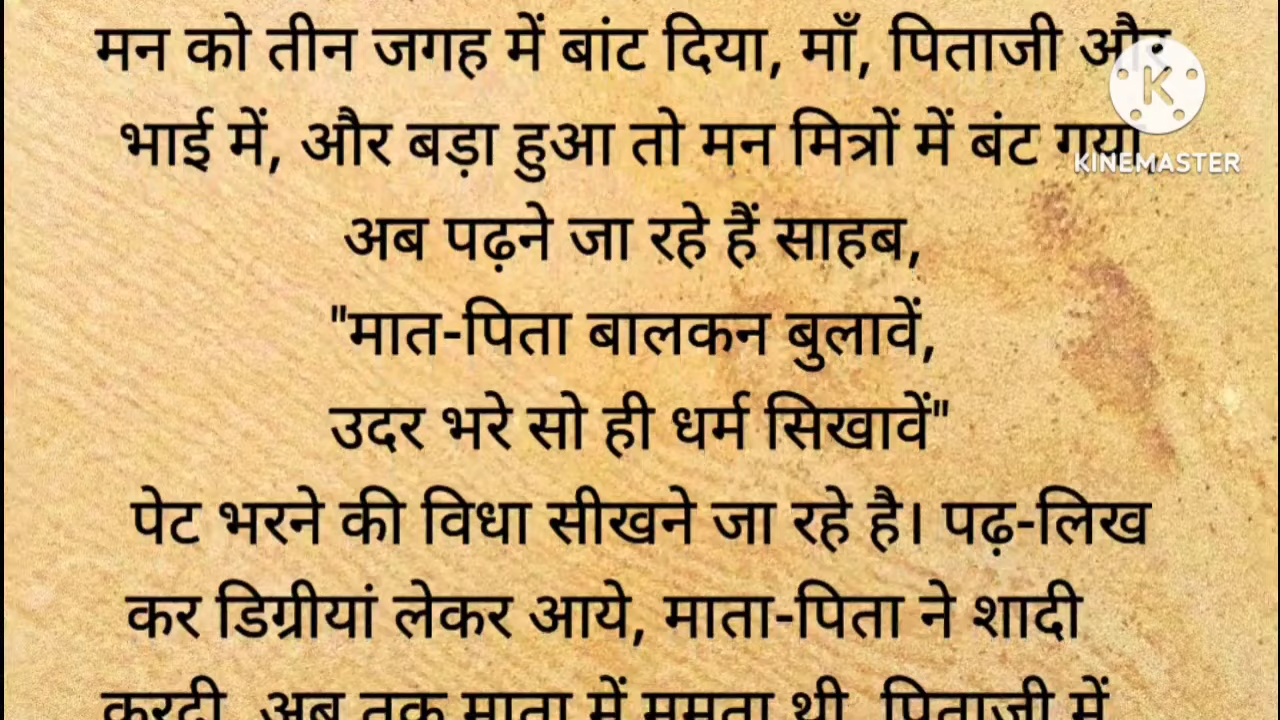 मन को तीन जगह में बांट दिया, माँ, पिताजी और
भाई में, और बड़ा हुआ तो मन मित्रों में बंट गया,
KINEMASTER
अब पढ़ने जा रहे हैं साहब,
"मात-पिता बालकन बुलावें,
उदर भरे सो ही धर्म सिखावें"
पेट भरने की विधा सीखने जा रहे है। पढ़-लिख
कर डिग्रीयां लेकर आये, माता-पिता ने शादी
करदी, अब तक माता में ममता थी, पिताजी में